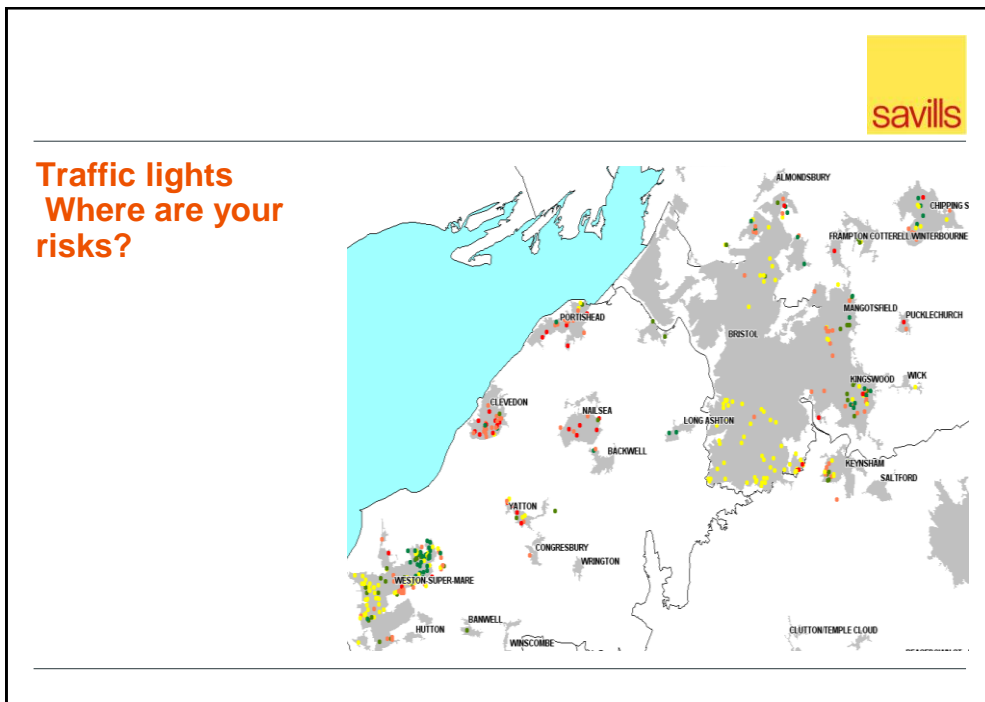 savills
Traffic lights
Where are your
risks?
ALMONDSBURY
CHIPPING S
FRAMPTON COTTERELL WINTERBOURNE
PORTISHEAD
MANGOTSFIELD
PUCKLECHURCH
BRISTOL
KINGSWOOD
WICK
CLEVEDON
NAILSEA
LONG ASHTON
BACKWELL
KEYNSHAM
SALTFORD
YATTON
CONGRESBURY
WRINGTON
WESTON-SUPER-MARE
BANWELL
HUTTON
WINSCOMBE
CLUTTON/TEMPLE CLOUD